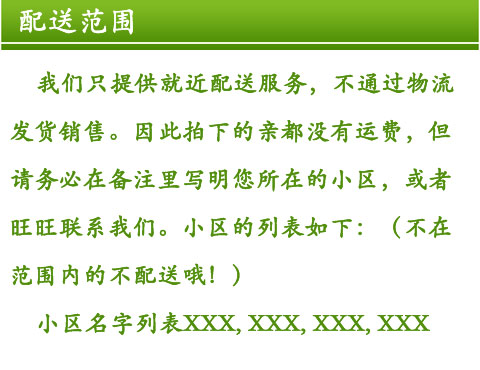 配送范围
我们只提供就近配送服务，不通过物流
发货销售。因此拍下的亲都没有运费，但
请务必在备注里写明您所在的小区，或者
旺旺联系我们。小区的列表如下：（不在
范围内的不配送哦！）
小区名字列表XXX, XXX, XXX, XXX